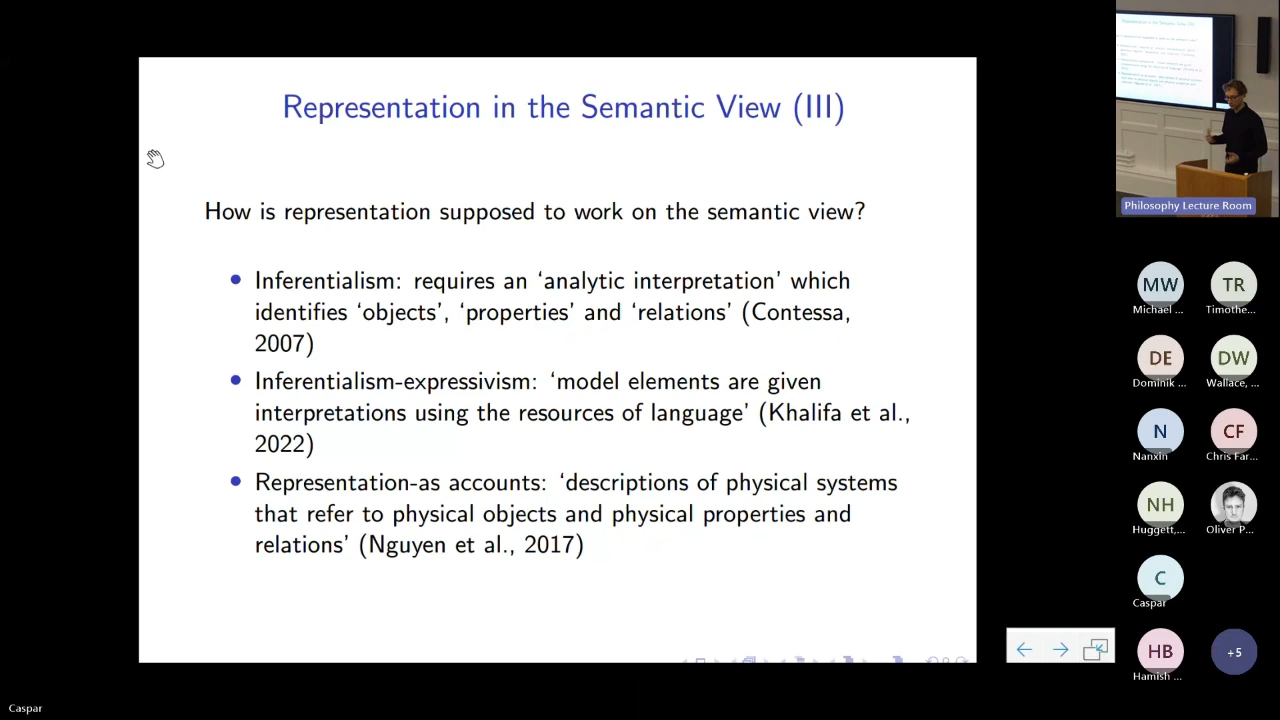 Representation in the Semantic View (III)
How is representation supposed to work on the semantic view?
Inferentialism: requires an ‘analytic interpretation’ which
identifies ‘objects’, ‘properties’ and ‘relations’ (Contessa,
2007)
Inferentialism-expressivism: ‘model elements are given
interpretations using the resources of language’ (Khalifa et al.,
2022)
Representation-as accounts: ‘descriptions of physical systems
that refer to physical objects and physical properties and
relations’ (Nguyen et al., 2017)
Philosophy Lecture Room
MW
TR
Michael ...
Timothe...
DE
DW
Dominik ...
Wallace, ...
N
CF
Nanxin
Chris Far...
NH
Huggett,...
Oliver P...
C
Caspar
HB
+5
Hamish ...
Caspar